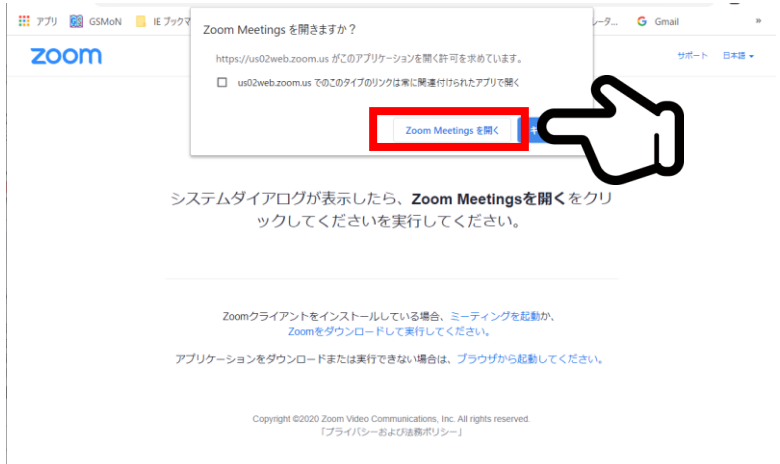 アプリ GSMoN IE ブックマ Gmail »
Zoom Meetings を開きますか？
https://us02web.zoom.us がこのアプリケーションを開く許可を求めています。
us02web.zoom.us でのこのタイプのリンクは常に関連付けられたアプリで開く
Zoom Meetings を開く
zoom
サポート 日本語
システムダイアログが表示したら、Zoom Meetingsを開くをクリ
ックしてくださいを実行してください。
Zoomクライアントをインストールしている場合、ミーティングを起動か、
Zoomをダウンロードして実行してください。
アプリケーションをダウンロードまたは実行できない場合は、ブラウザから起動してください。
Copyright ©2020 Zoom Video Communications, Inc. All rights reserved.
「プライバシーおよび法務ポリシー」